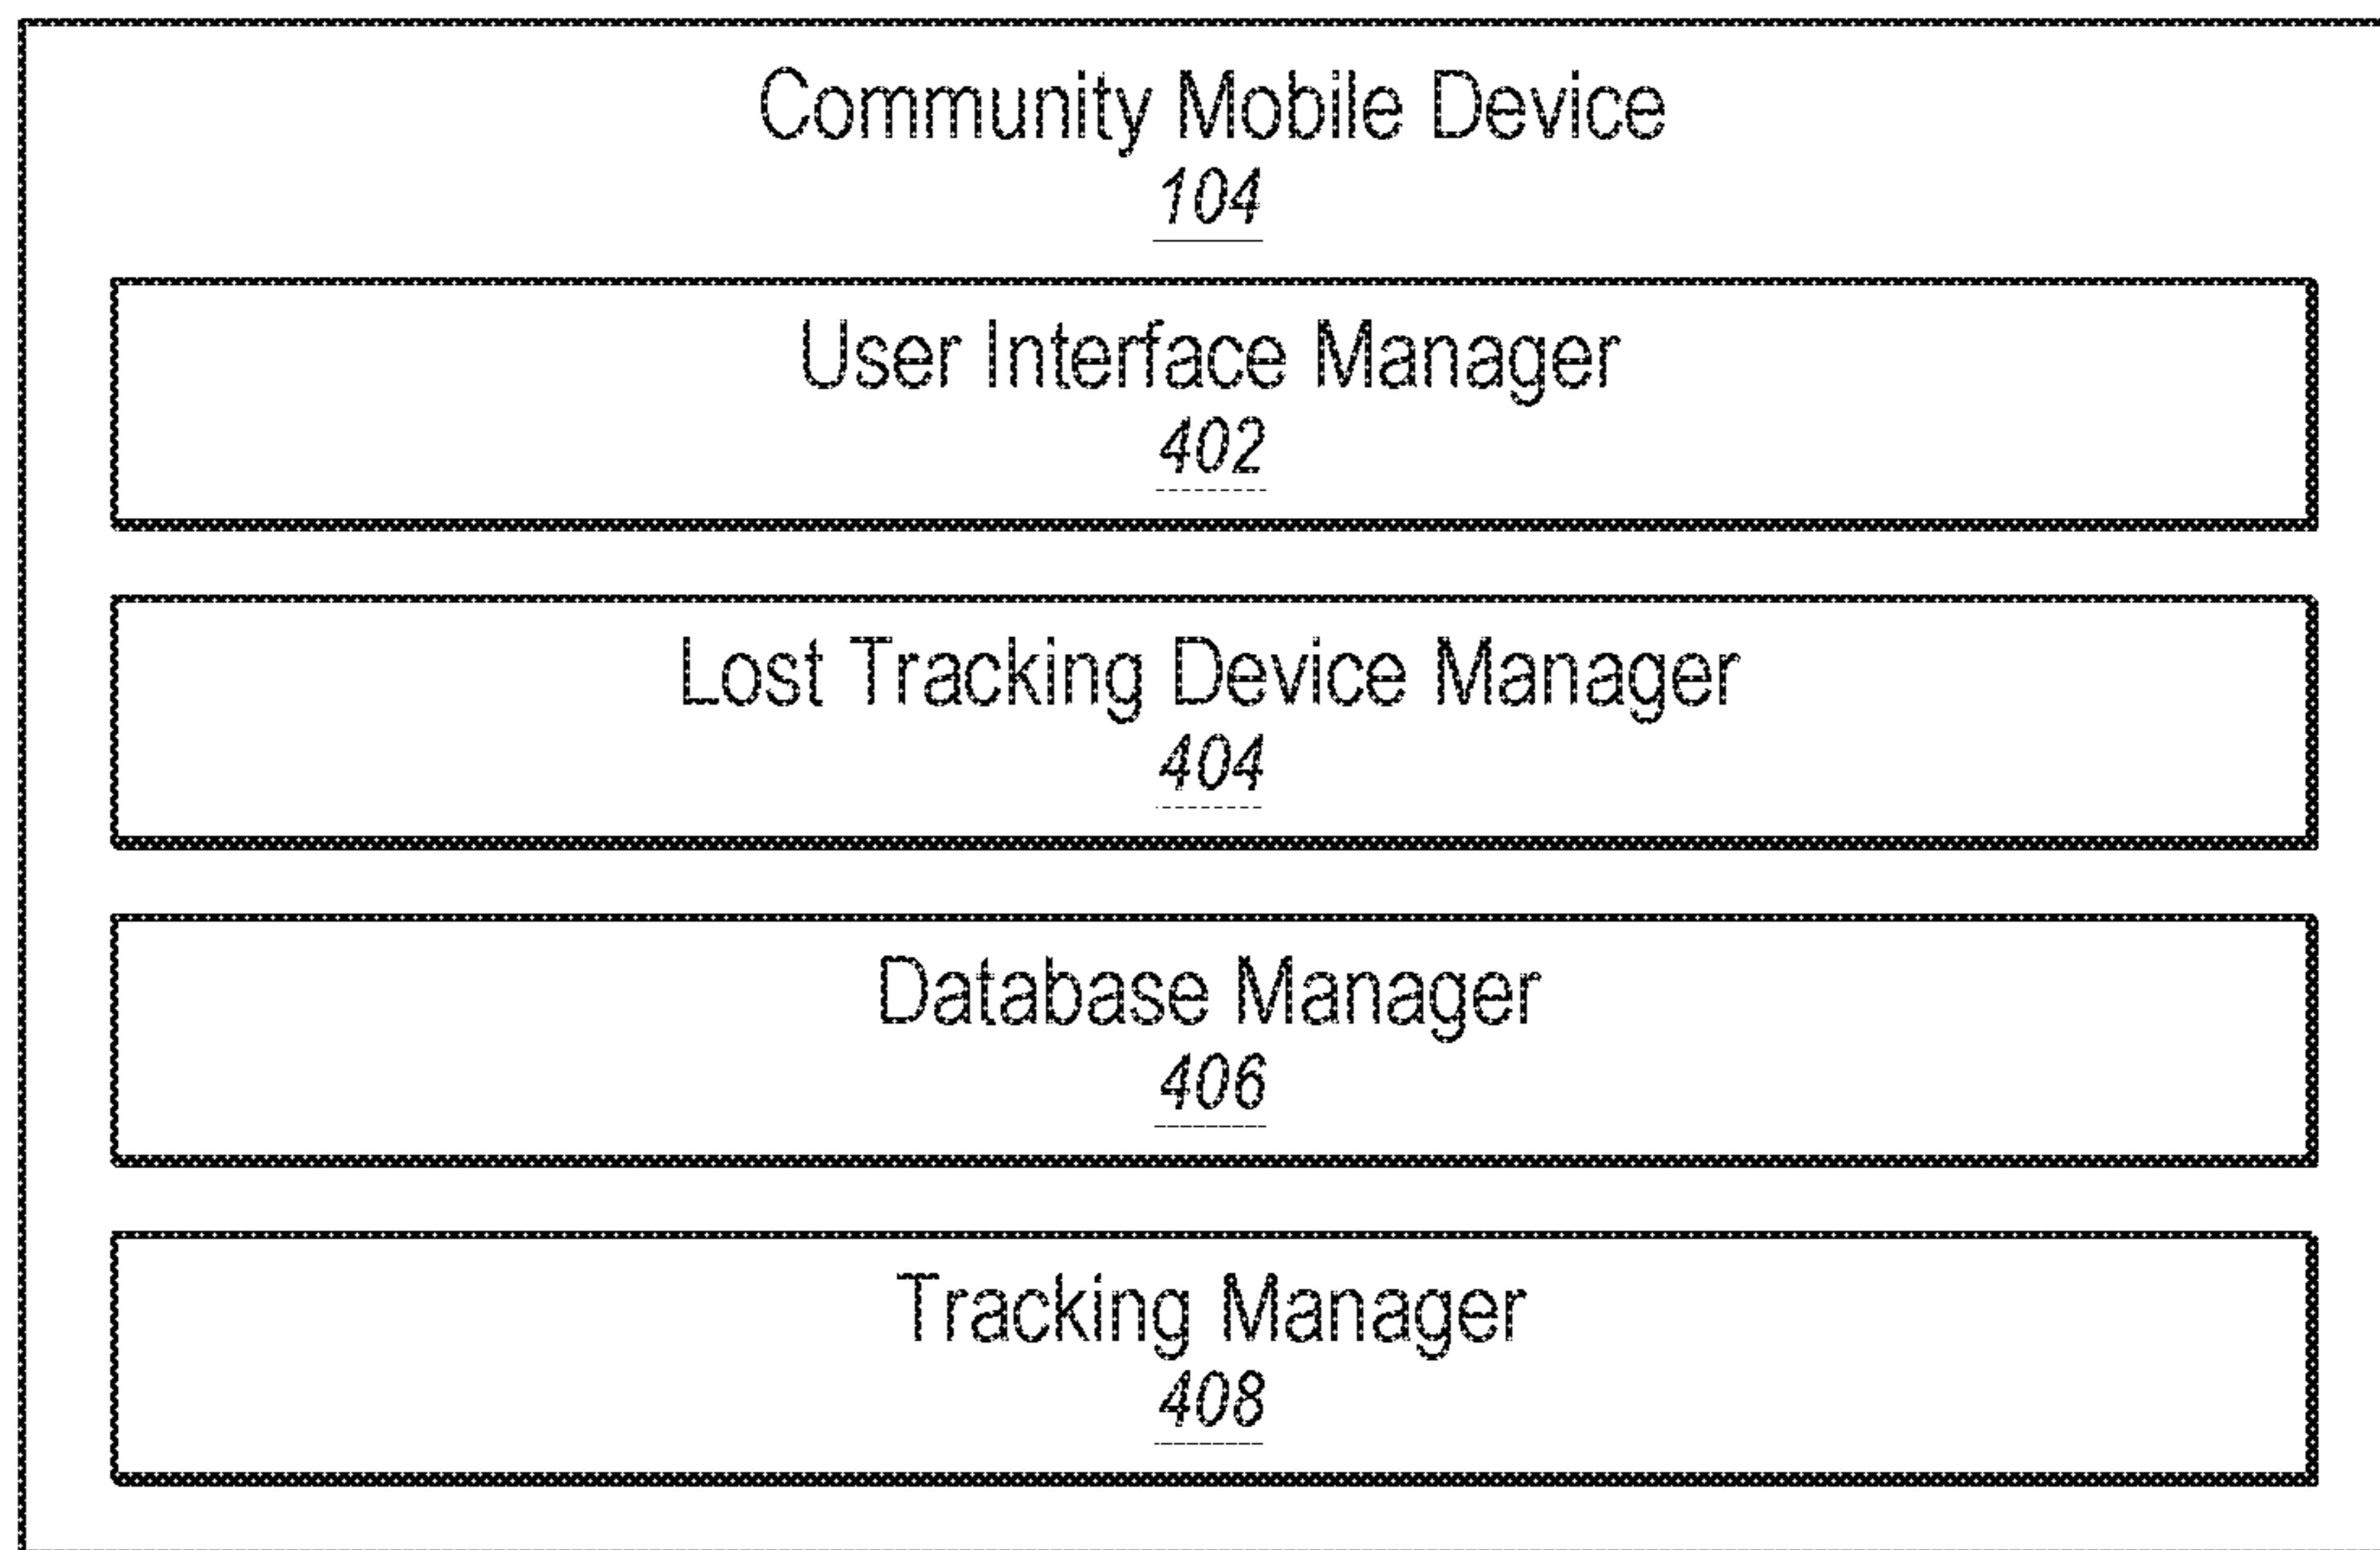 Community Mobile Device
104
User Interface Manager
402
Lost Tracking Device Manager
404
Database Manager
406
Tracking Manager
408